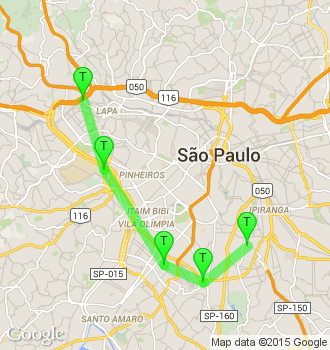 050
116
T
LAPA
116
T
PINHEIROS
São Paulo
050
ITAIM BIBI
VILA OLÍMPIA
IPIRANGA
T
T
T
SP-015
SP-150
SP-160
SANTO AMARO
Google
Map data ©2015 Google